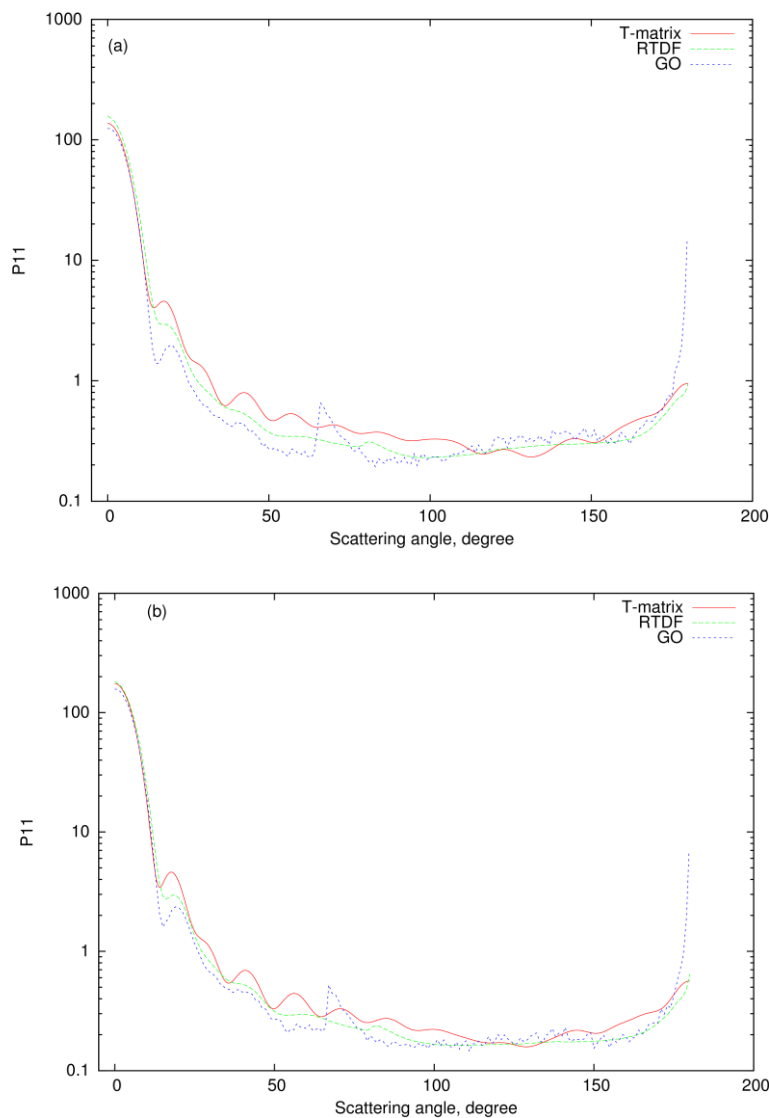 1000
(a)
T-matrix
RTDF
GO
100
10
P11
1
0.1
0 50 100 150 200
Scattering angle, degree
1000
(b)
T-matrix
RTDF
GO
100
10
P11
1
0.1
0 50 100 150 200
Scattering angle, degree